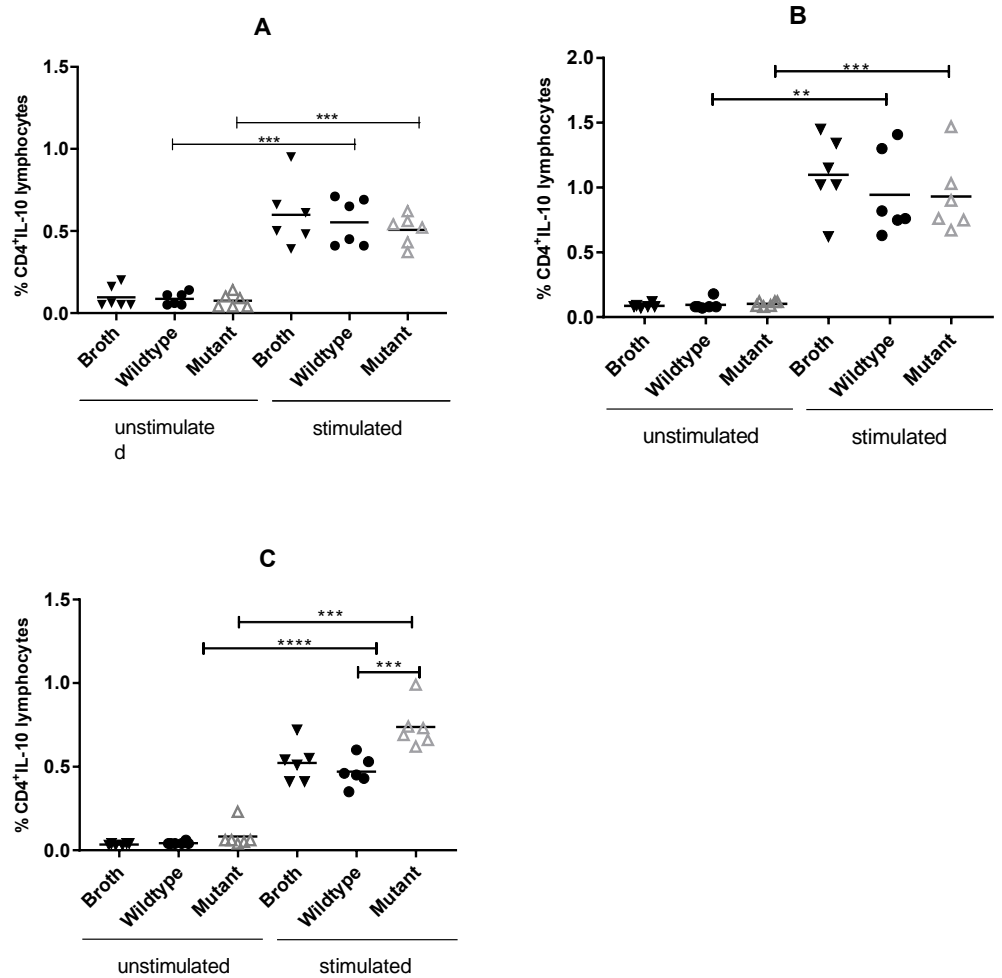 A
% CD4⁺IL-10 lymphocytes
1.5
1.0
0.5
0.0
***
***
Broth
Wildtype
Mutant
Broth
Wildtype
Mutant
unstimulate
d
stimulated
B
% CD4⁺IL-10 lymphocytes
2.0
1.5
1.0
0.5
0.0
***
**
Broth
Wildtype
Mutant
Broth
Wildtype
Mutant
unstimulated
stimulated
C
% CD4⁺IL-10 lymphocytes
1.5
1.0
0.5
0.0
***
****
***
Broth
Wildtype
Mutant
Broth
Wildtype
Mutant
unstimulated
stimulated